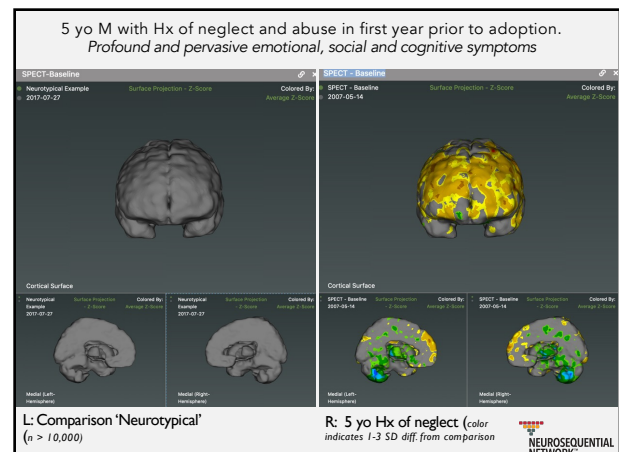 5 yo M with Hx of neglect and abuse in first year prior to adoption.
Profound and pervasive emotional, social and cognitive symptoms
SPECT-Baseline
Neurotypical Example
2017-07-27
Surface Projection - Z-Score
Colored By:
Average Z-Score
Cortical Surface
Neurotypical
Example
2017-07-27
Surface Projection
- Z-Score
Colored By:
Average Z-Score
Medial (Left-
Hemisphere)
Neurotypical
Example
2017-07-27
Surface Projection
- Z-Score
Colored By:
Average Z-Score
Medial (Right-
Hemisphere)
SPECT - Baseline
SPECT - Baseline
2007-05-14
Surface Projection - Z-Score
Colored By:
Average Z-Score
Cortical Surface
SPECT - Baseline
2007-05-14
Surface Projection
- Z-Score
Colored By:
Average Z-Score
Medial (Left-
Hemisphere)
SPECT - Baseline
2007-05-14
Surface Projection
- Z-Score
Colored By:
Average Z-Score
Medial (Right-
Hemisphere)
L: Comparison 'Neurotypical'
(n > 10,000)
R: 5 yo Hx of neglect (color
indicates 1-3 SD diff. from comparison
NEUROSEQUENTIAL
NETWORK™